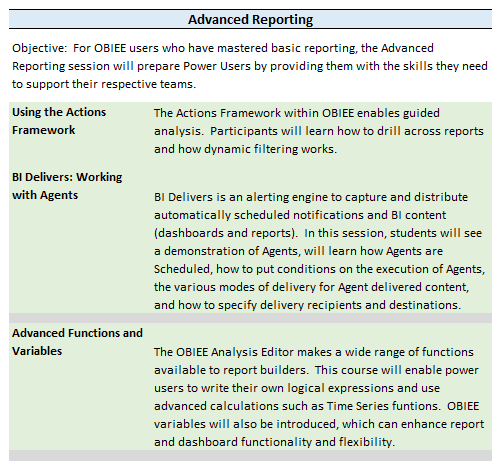 Advanced Reporting
Objective:  For OBIEE users who have mastered basic reporting, the Advanced
Reporting session will prepare Power Users by providing them with the skills they need
to support their respective teams.
Using the Actions
Framework
The Actions Framework within OBIEE enables guided
analysis.  Participants will learn how to drill across reports
and how dynamic filtering works.
BI Delivers: Working
with Agents
BI Delivers is an alerting engine to capture and distribute
automatically scheduled notifications and BI content
(dashboards and reports).  In this session, students will see
a demonstration of Agents, will learn how Agents are
Scheduled, how to put conditions on the execution of Agents,
the various modes of delivery for Agent delivered content,
and how to specify delivery recipients and destinations.
Advanced Functions and
Variables
The OBIEE Analysis Editor makes a wide range of functions
available to report builders.  This course will enable power
users to write their own logical expressions and use
advanced calculations such as Time Series funtions.  OBIEE
variables will also be introduced, which can enhance report
and dashboard functionality and flexibility.